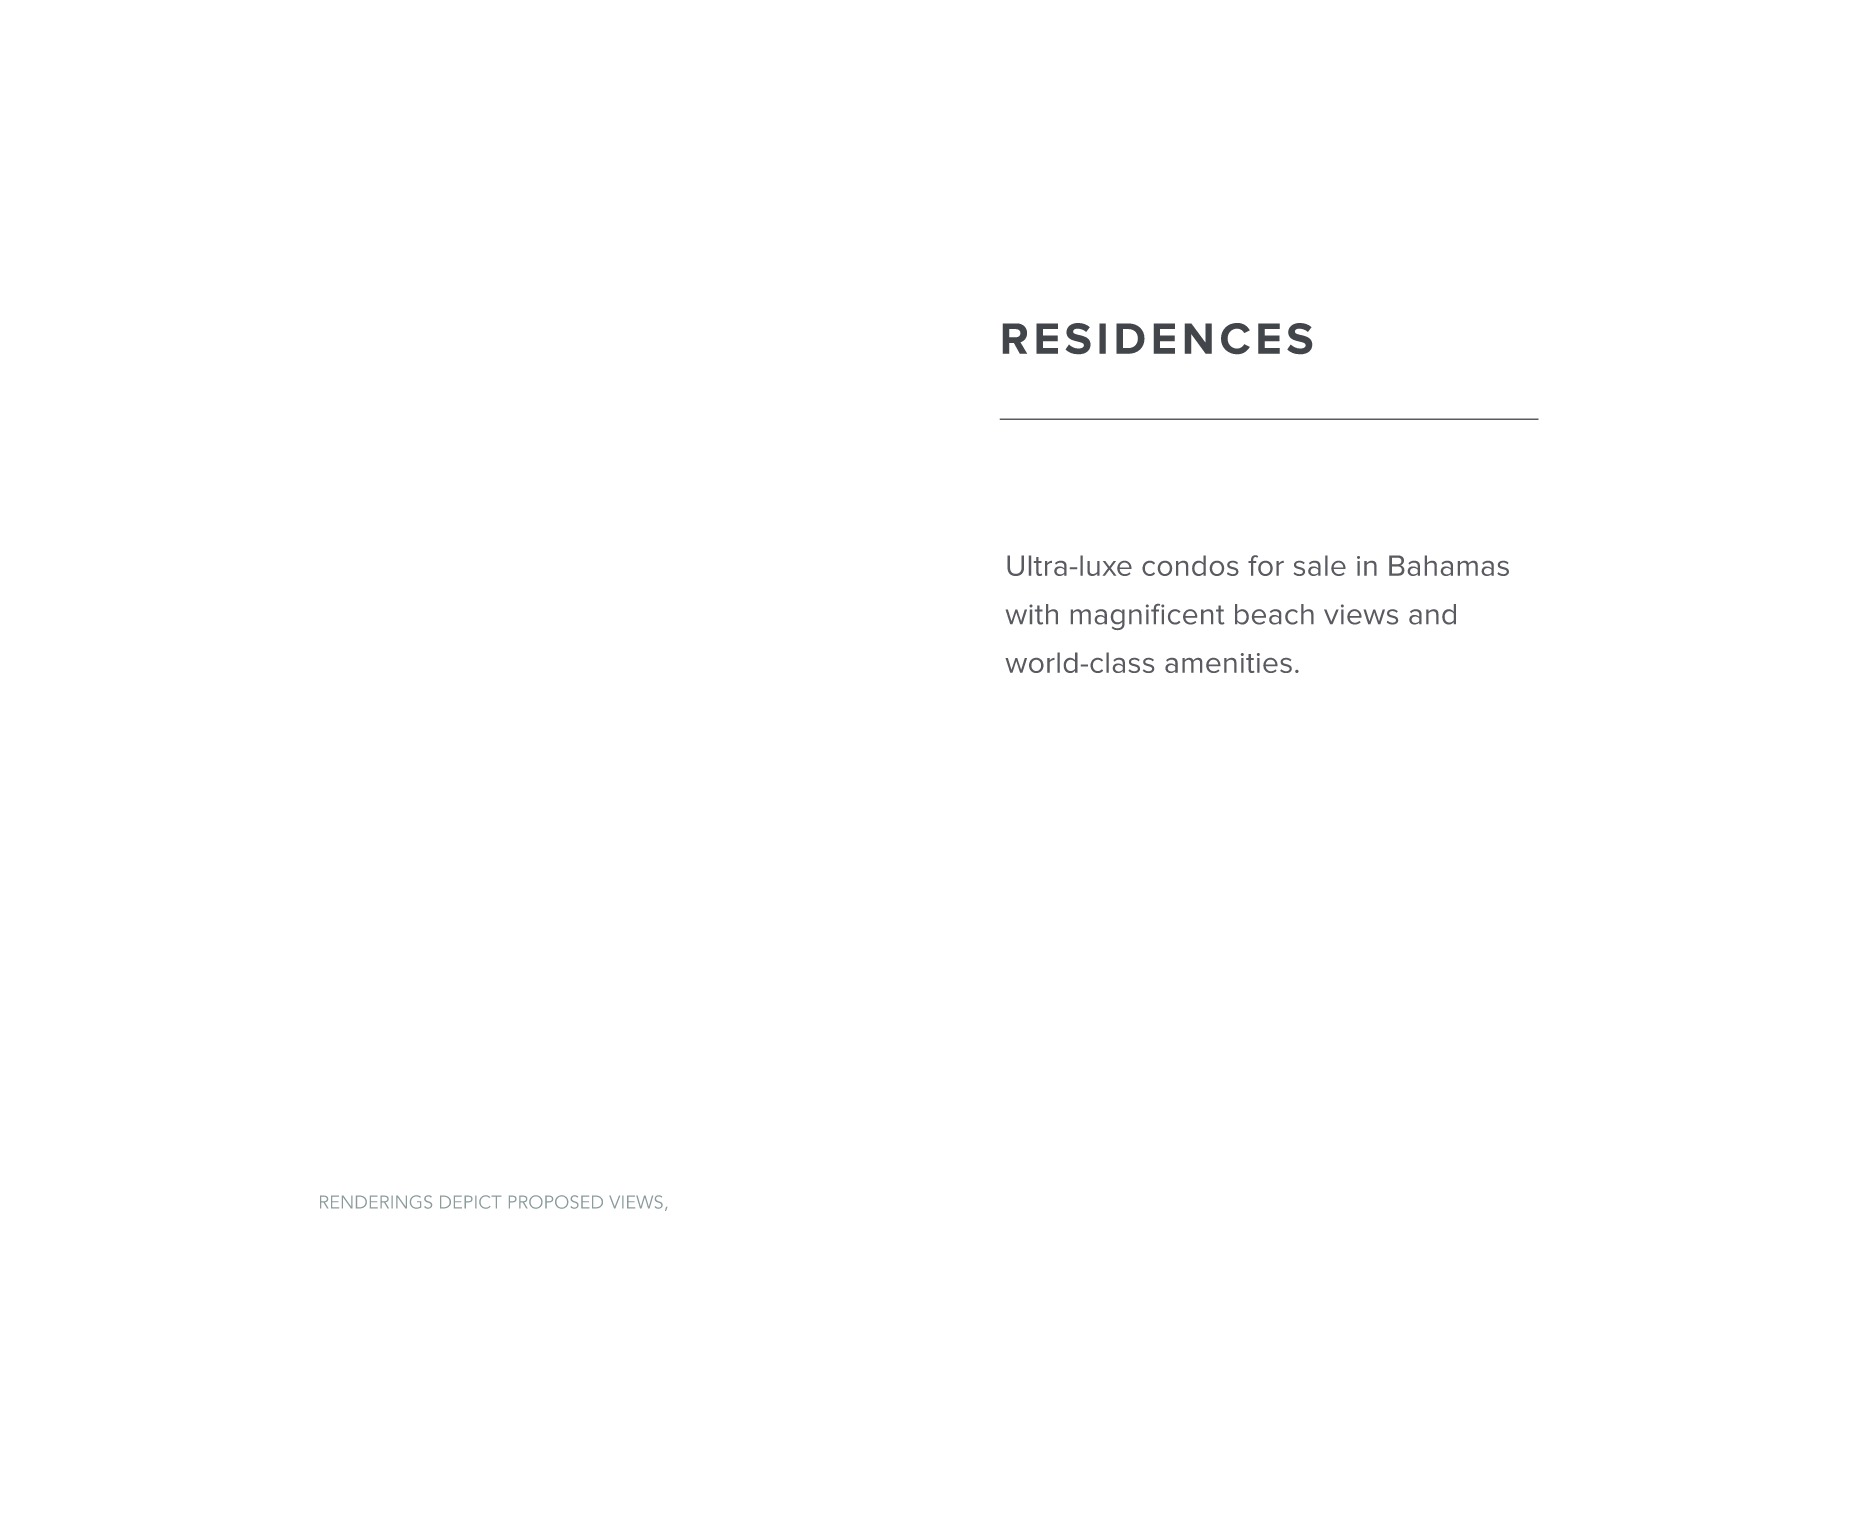 RESIDENCES
Ultra-luxe condos for sale in Bahamas
with magnificent beach views and
world-class amenities.
RENDERINGS DEPICT PROPOSED VIEWS,